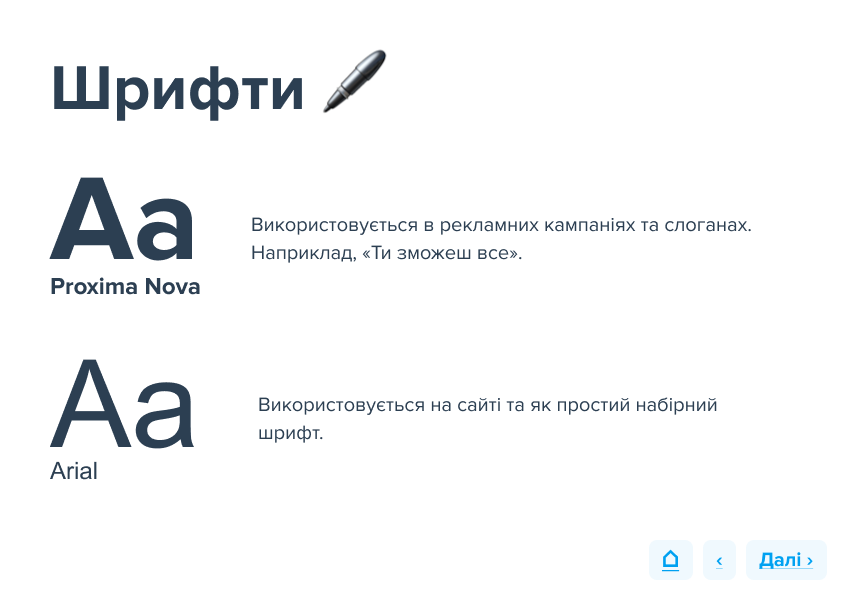 Шрифти
Aa
Proxima Nova
Використовується в рекламних кампаніях та слоганах.
Наприклад, «Ти зможеш все».
Aa
Arial
Використовується на сайті та як простий набірний
шрифт.
‹
Далі ›